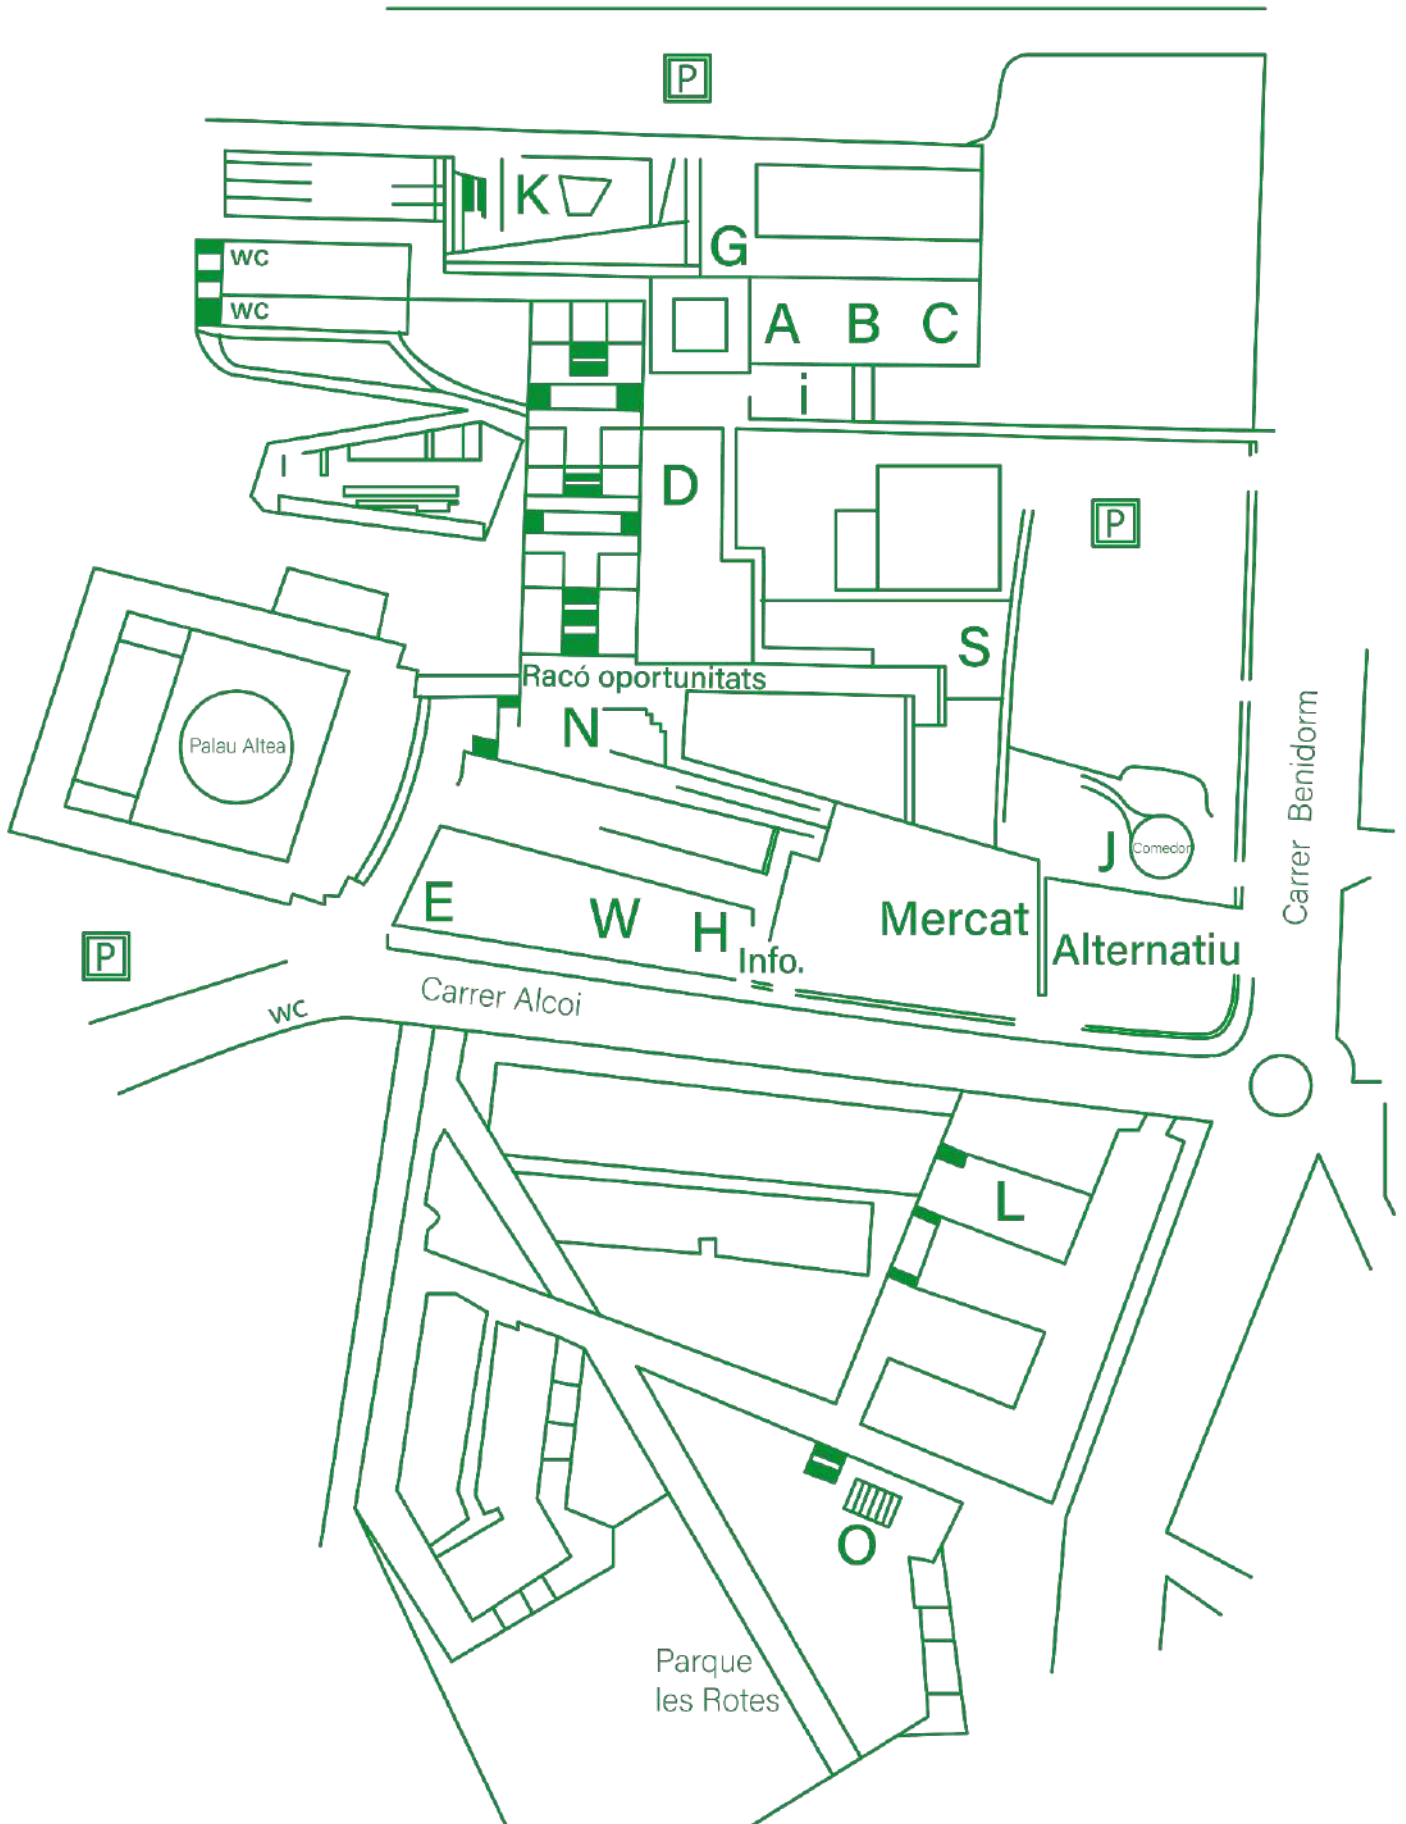 P
K
G
WC
WC
A B C
i
D
P
S
Racó oportunitats
N
Palau Altea
Carrer Benidorm
J
Comedor
E
W
H
Info.
Mercat
Alternatiu
P
WC
Carrer Alcoi
L
O
Parque
les Rotes